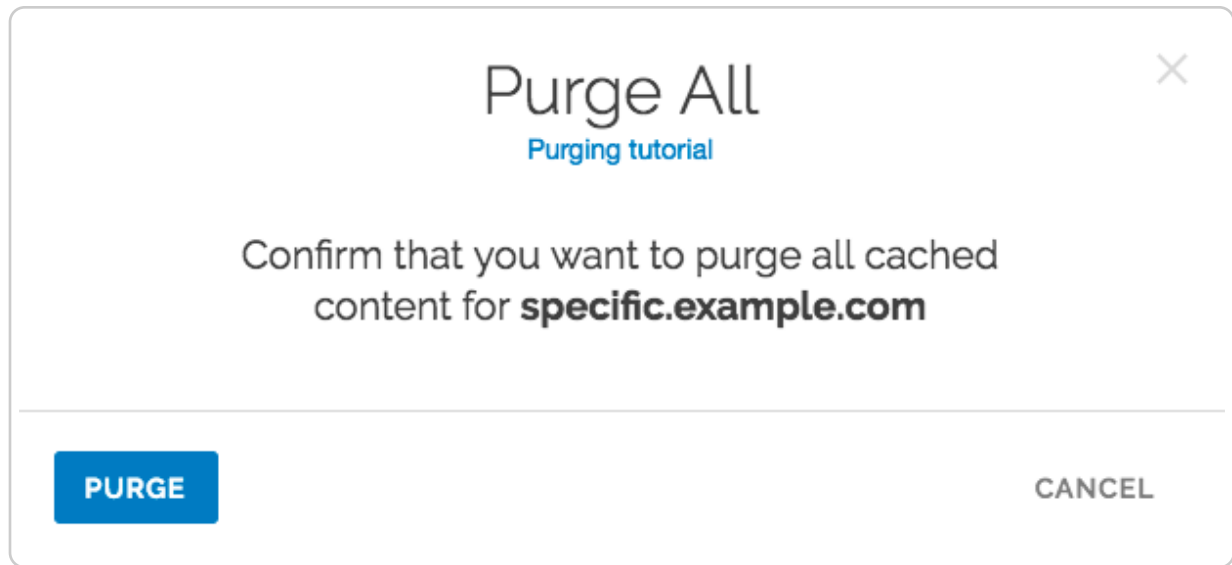 Purge All
Purging tutorial
Confirm that you want to purge all cached
content for specific.example.com
PURGE
CANCEL